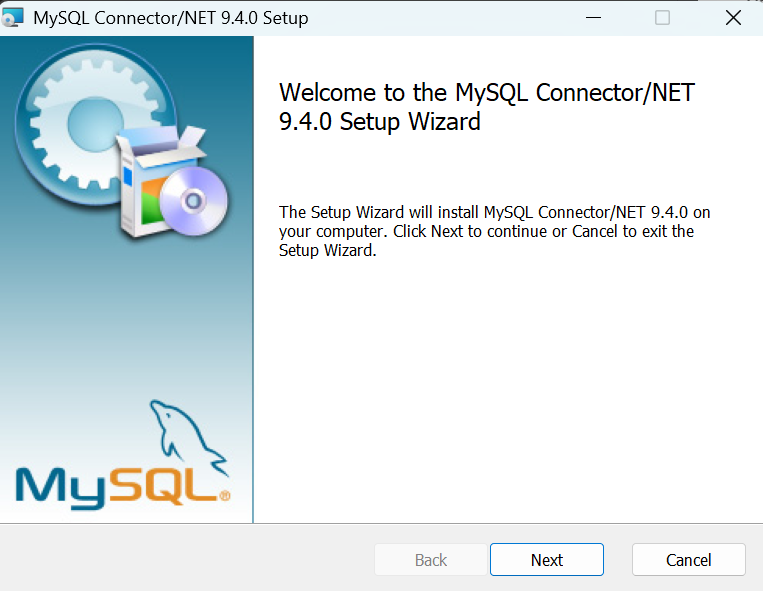 MySQL Connector/NET 9.4.0 Setup
Welcome to the MySQL Connector/NET
9.4.0 Setup Wizard
The Setup Wizard will install MySQL Connector/NET 9.4.0 on
your computer. Click Next to continue or Cancel to exit the
Setup Wizard.
MySQL®
Back
Next
Cancel